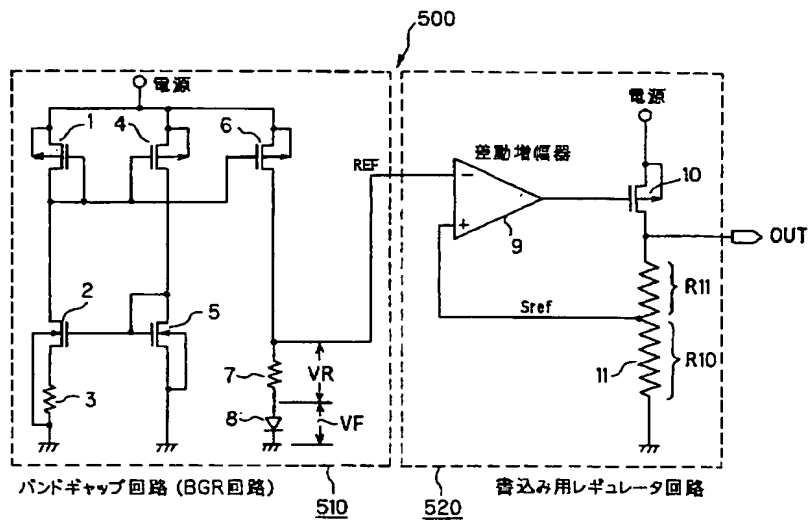 500
電源
1
4
6
REF
差動増幅器
電源
10
−
+
9
OUT
2
5
Sref
R11
7
VR
11
R10
3
8
VF
バンドギャップ回路 (BGR回路)
510
520
書込み用レギュレータ回路